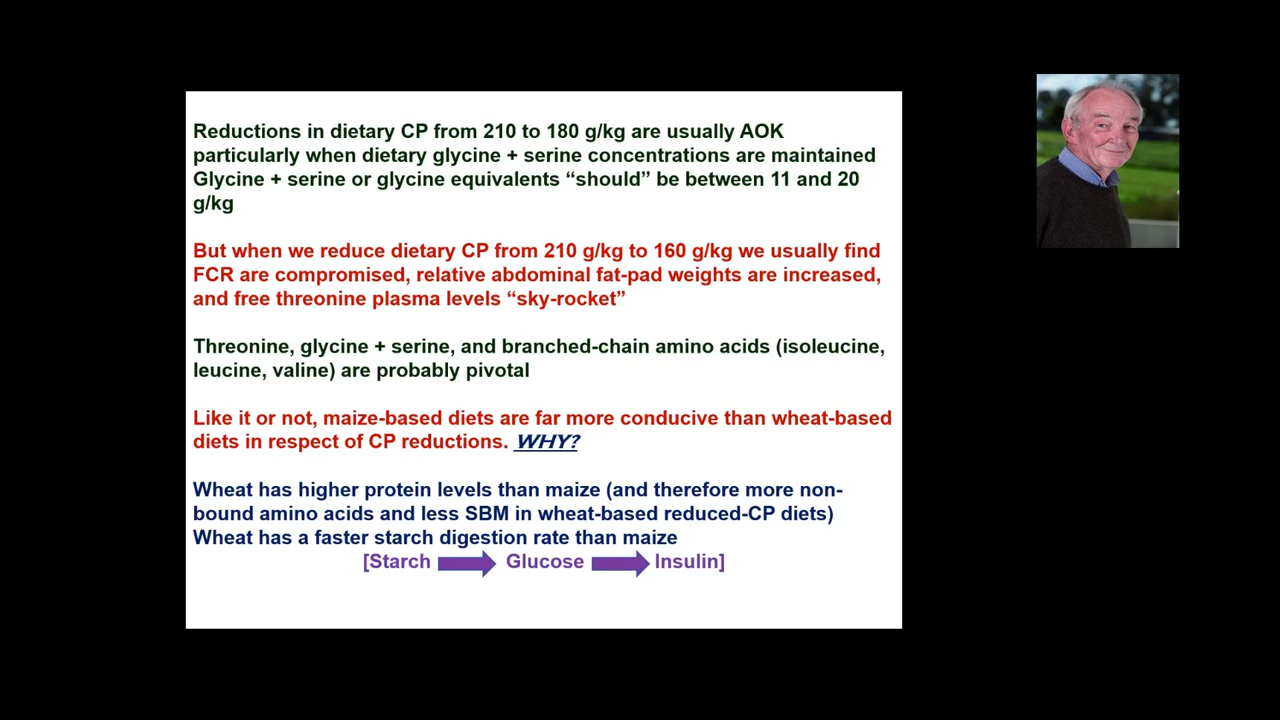 Reductions in dietary CP from 210 to 180 g/kg are usually AOK
particularly when dietary glycine + serine concentrations are maintained
Glycine + serine or glycine equivalents “should” be between 11 and 20
g/kg
But when we reduce dietary CP from 210 g/kg to 160 g/kg we usually find
FCR are compromised, relative abdominal fat-pad weights are increased,
and free threonine plasma levels “sky-rocket”
Threonine, glycine + serine, and branched-chain amino acids (isoleucine,
leucine, valine) are probably pivotal
Like it or not, maize-based diets are far more conducive than wheat-based
diets in respect of CP reductions. WHY?
Wheat has higher protein levels than maize (and therefore more non-
bound amino acids and less SBM in wheat-based reduced-CP diets)
Wheat has a faster starch digestion rate than maize
[Starch Glucose Insulin]